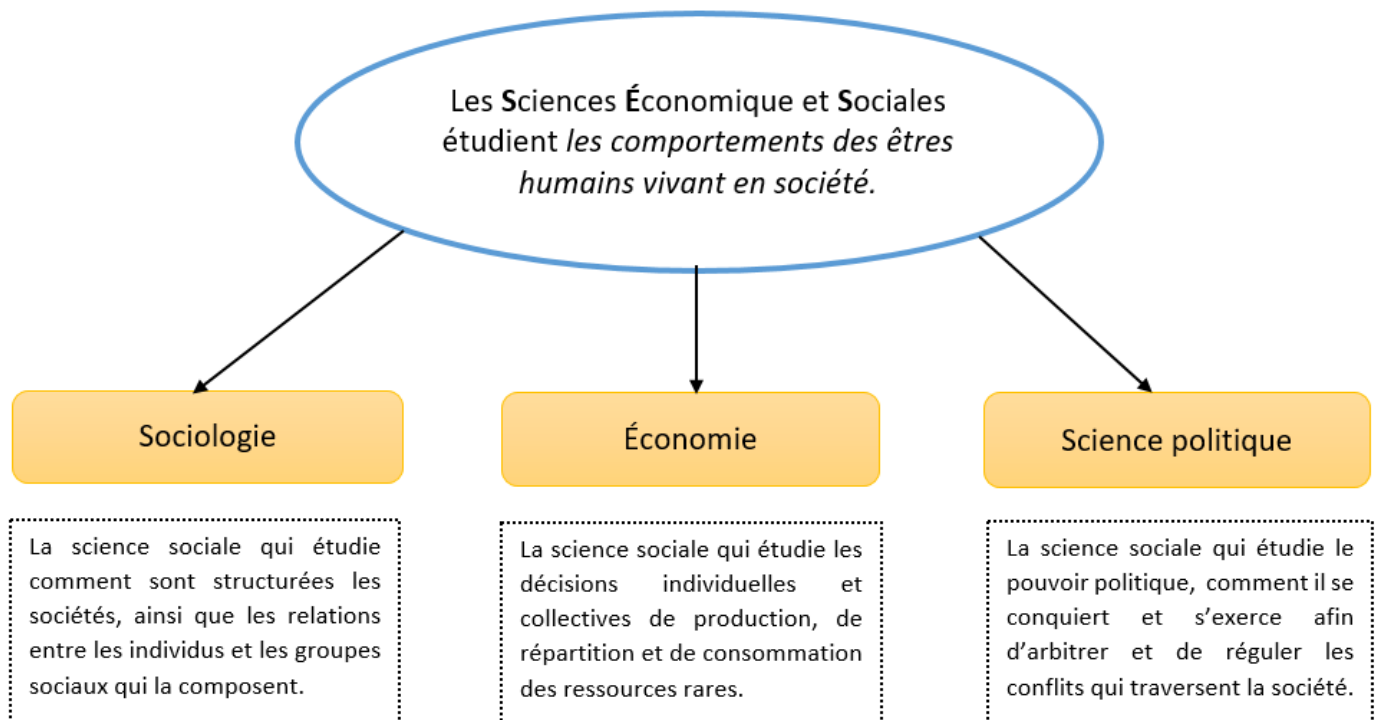 Les Sciences Économique et Sociales
étudient les comportements des êtres
humains vivant en société.
Sociologie
Économie
Science politique
La science sociale qui étudie
comment sont structurées les
sociétés, ainsi que les relations
entre les individus et les groupes
sociaux qui la composent.
La science sociale qui étudie les
décisions individuelles et
collectives de production, de
répartition et de consommation
des ressources rares.
La science sociale qui étudie le
pouvoir politique, comment il se
conquiert et s’exerce afin
d’arbitrer et de réguler les
conflits qui traversent la société.